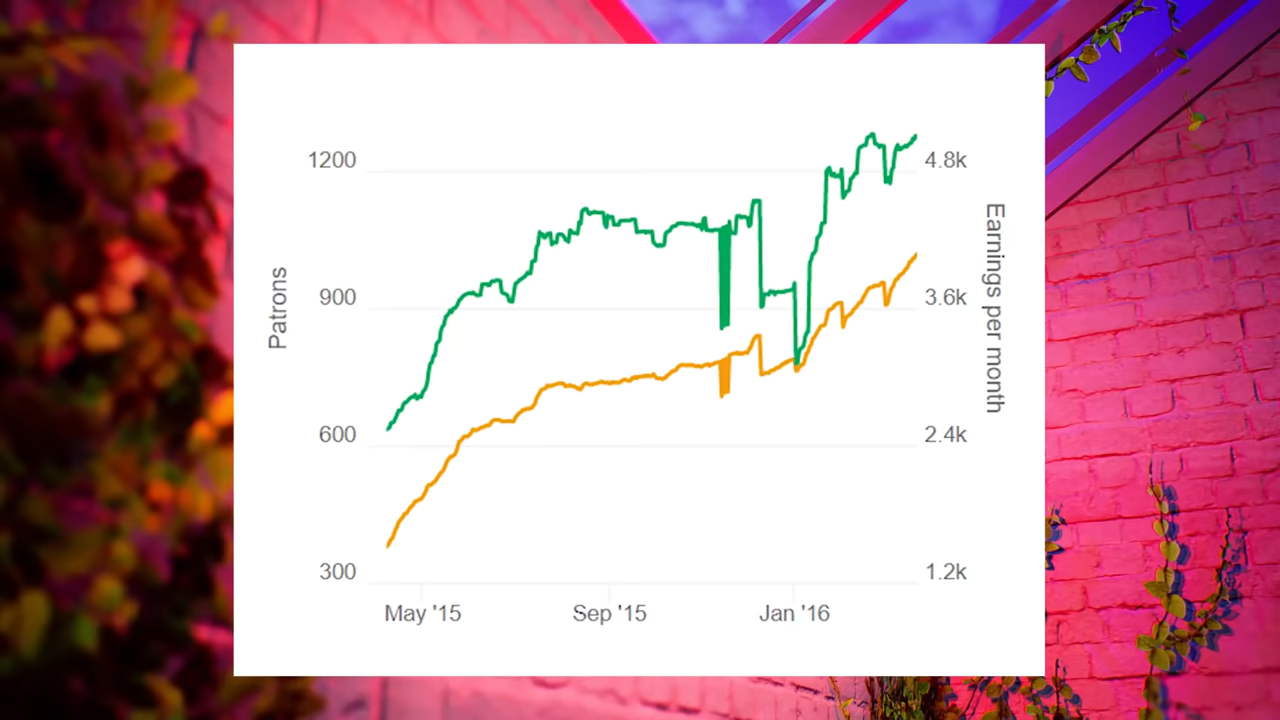 1200
900
600
300
Patrons
4.8k
3.6k
2.4k
1.2k
Earnings per month
May '15
Sep '15
Jan '16